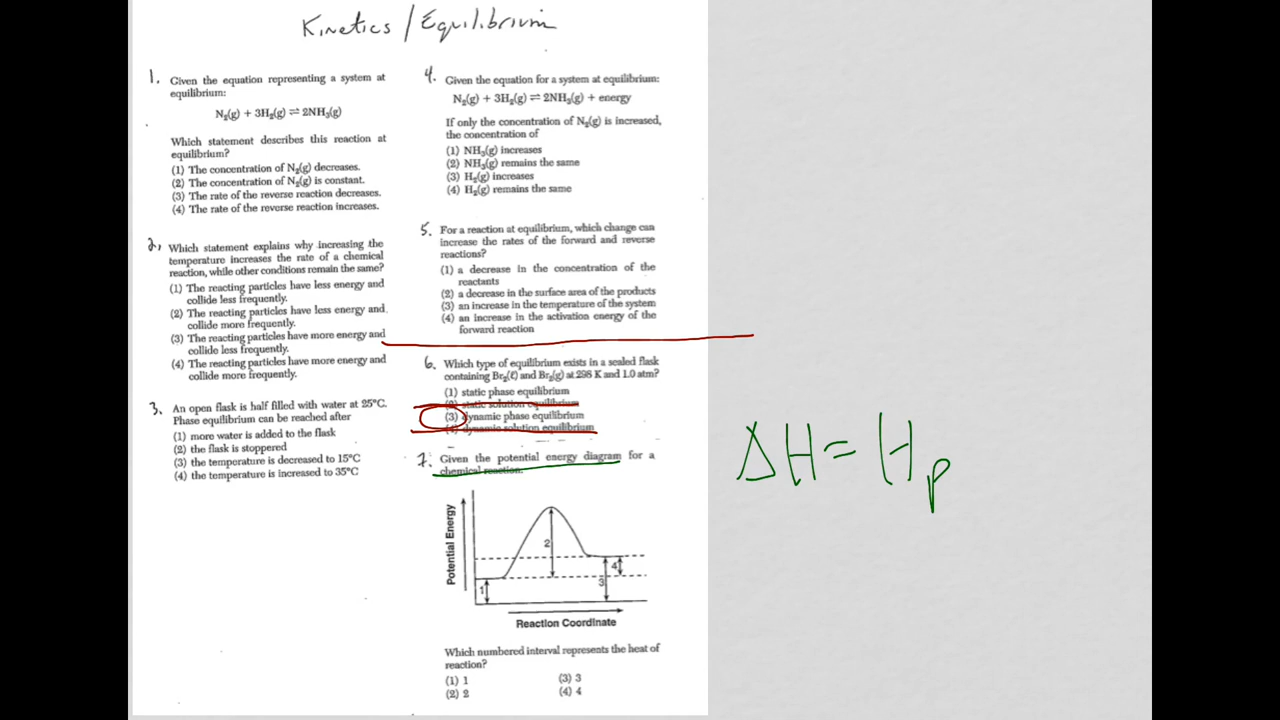 Kinetics / Equilibrium
1. Given the equation representing a system at
equilibrium:
N₂(g) + 3H₂(g) ⇌ 2NH₃(g)
Which statement describes this reaction at
equilibrium?
(1) The concentration of N₂(g) decreases.
(2) The concentration of N₂(g) is constant.
(3) The rate of the reverse reaction decreases.
(4) The rate of the reverse reaction increases.
2. Which statement explains why increasing the
temperature increases the rate of a chemical
reaction, while other conditions remain the same?
(1) The reacting particles have less energy and
collide less frequently.
(2) The reacting particles have less energy and
collide more frequently.
(3) The reacting particles have more energy and
collide less frequently.
(4) The reacting particles have more energy and
collide more frequently.
3. An open flask is half filled with water at 25°C.
Phase equilibrium can be reached after
(1) more water is added to the flask
(2) the flask is stoppered
(3) the temperature is decreased to 15°C
(4) the temperature is increased to 35°C
4. Given the equation for a system at equilibrium:
N₂(g) + 3H₂(g) ⇌ 2NH₃(g) + energy
If only the concentration of N₂(g) is increased,
the concentration of
(1) NH₃(g) increases
(2) NH₃(g) remains the same
(3) H₂(g) increases
(4) H₂(g) remains the same
5. For a reaction at equilibrium, which change can
increase the rates of the forward and reverse
reactions?
(1) a decrease in the concentration of the
reactants
(2) a decrease in the surface area of the products
(3) an increase in the temperature of the system
(4) an increase in the activation energy of the
forward reaction
6. Which type of equilibrium exists in a sealed flask
containing Br₂(ℓ) and Br₂(g) at 298 K and 1.0 atm?
(1) static phase equilibrium
(2) static solution equilibrium
(3) dynamic phase equilibrium
(4) dynamic solution equilibrium
7. Given the potential energy diagram for a
chemical reaction:
Potential Energy
1
2
3
4
Reaction Coordinate
Which numbered interval represents the heat of
reaction?
(1) 1 (3) 3
(2) 2 (4) 4
ΔH = Hₚ